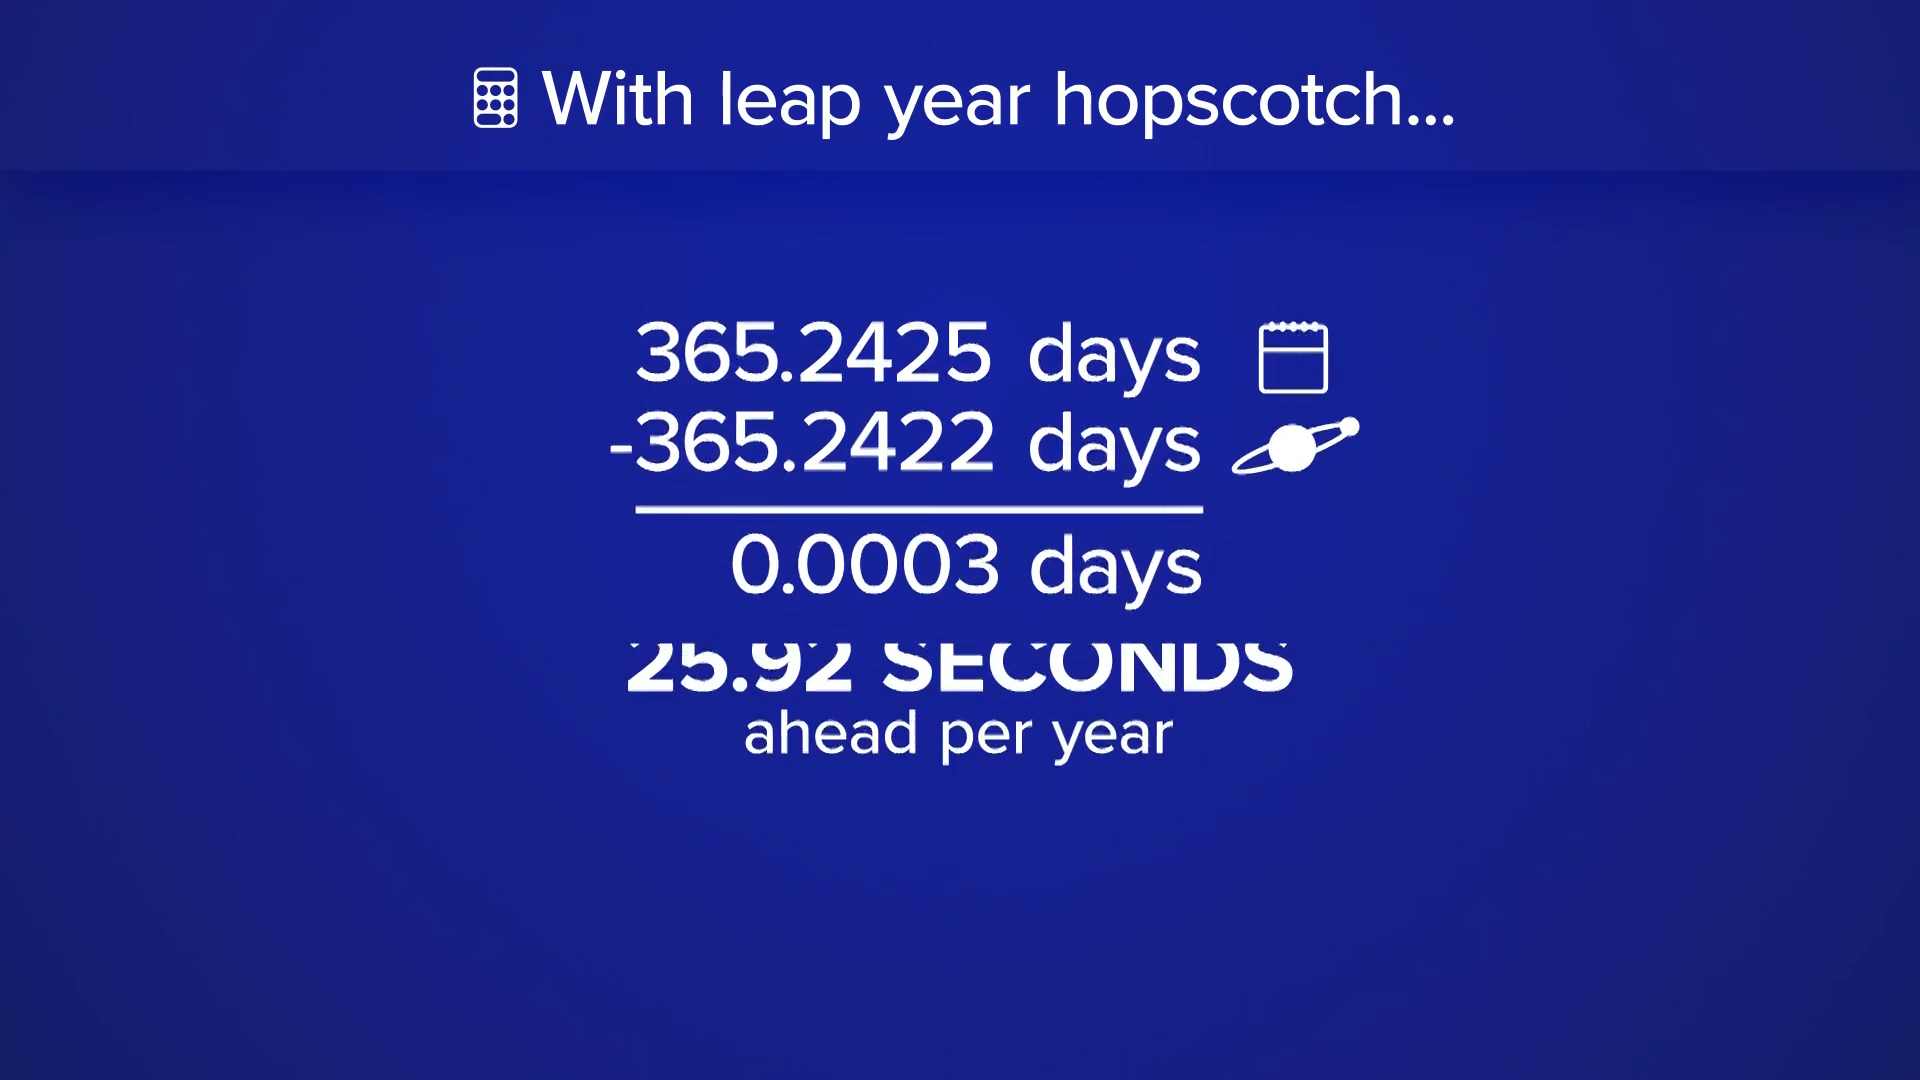 With leap year hopscotch...
365.2425 days
-365.2422 days
0.0003 days
25.92 SECONDS
ahead per year